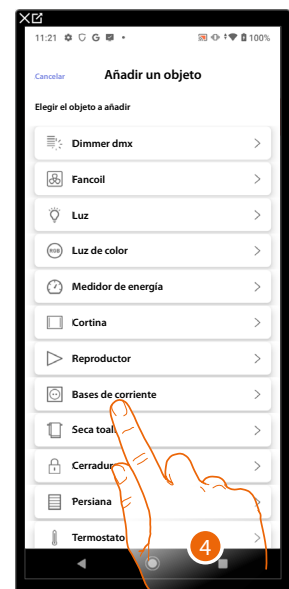 11:21 G 100%
Cancelar Añadir un objeto
Elegir el objeto a añadir
Dimmer dmx
Fancoil
Luz
RGB Luz de color
Medidor de energía
Cortina
Reproductor
Bases de corriente
Seca toal
Cerradur
Persiana
Termostato
4